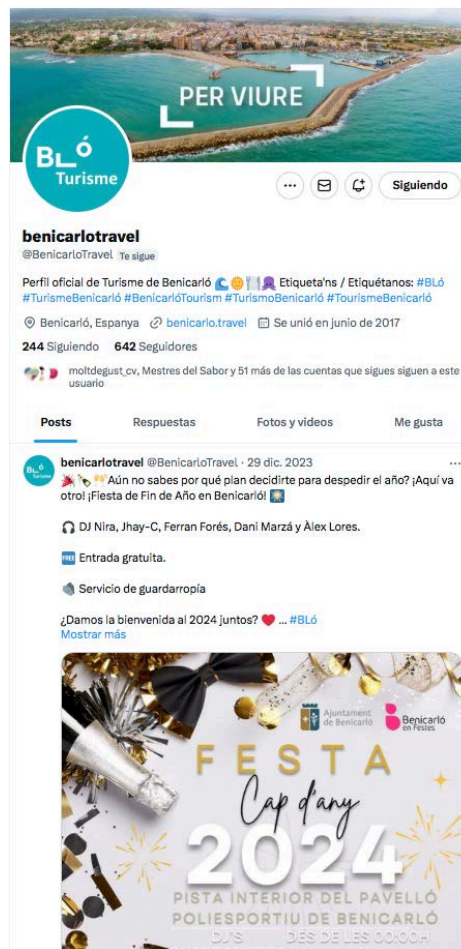 PER VIURE
BLÓ
Turisme
Siguiendo
benicarlotravel
@BenicarloTravel Te sigue
Perfil oficial de Turisme de Benicarló Etiqueta'ns / Etiquétanos: #BLó
#TurismeBenicarló #BenicarlóTourism #TurismoBenicarló #TourismeBenicarló
Benicarló, Espanya benicarlo.travel Se unió en junio de 2017
244 Siguiendo 642 Seguidores
moltdegust_cv, Mestres del Sabor y 51 más de las cuentas que sigues siguen a este
usuario
Posts Respuestas Fotos y videos Me gusta
BLÓ
Turisme
benicarlotravel @BenicarloTravel · 29 dic. 2023
Aún no sabes por qué plan decidirte para despedir el año? ¡Aquí va
otro! ¡Fiesta de Fin de Año en Benicarló!
DJ Nira, Jhay-C, Ferran Forés, Dani Marzá y Àlex Lores.
FREE Entrada gratuita.
Servicio de guardarropía
¿Damos la bienvenida al 2024 juntos? ... #BLó
Mostrar más
Ajuntament
de Benicarló
Benicarló
en Festes
FESTA
Cap d'any
2024
PISTA INTERIOR DEL PAVELLÓ
POLIESPORTIU DE BENICARLÓ
DJ'S DES DE LES 00:00H